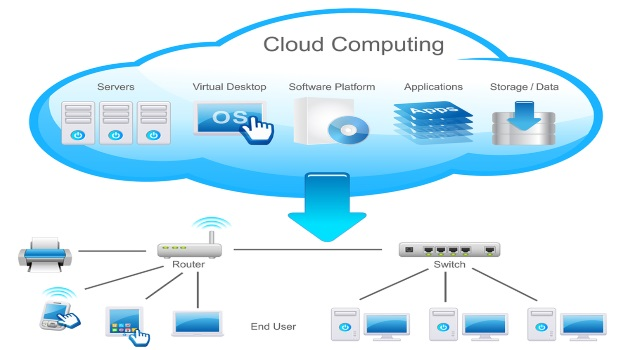 Cloud Computing
Servers
Virtual Desktop
Software Platform
Applications
Storage / Data
OS
Apps
Router
Switch
End User